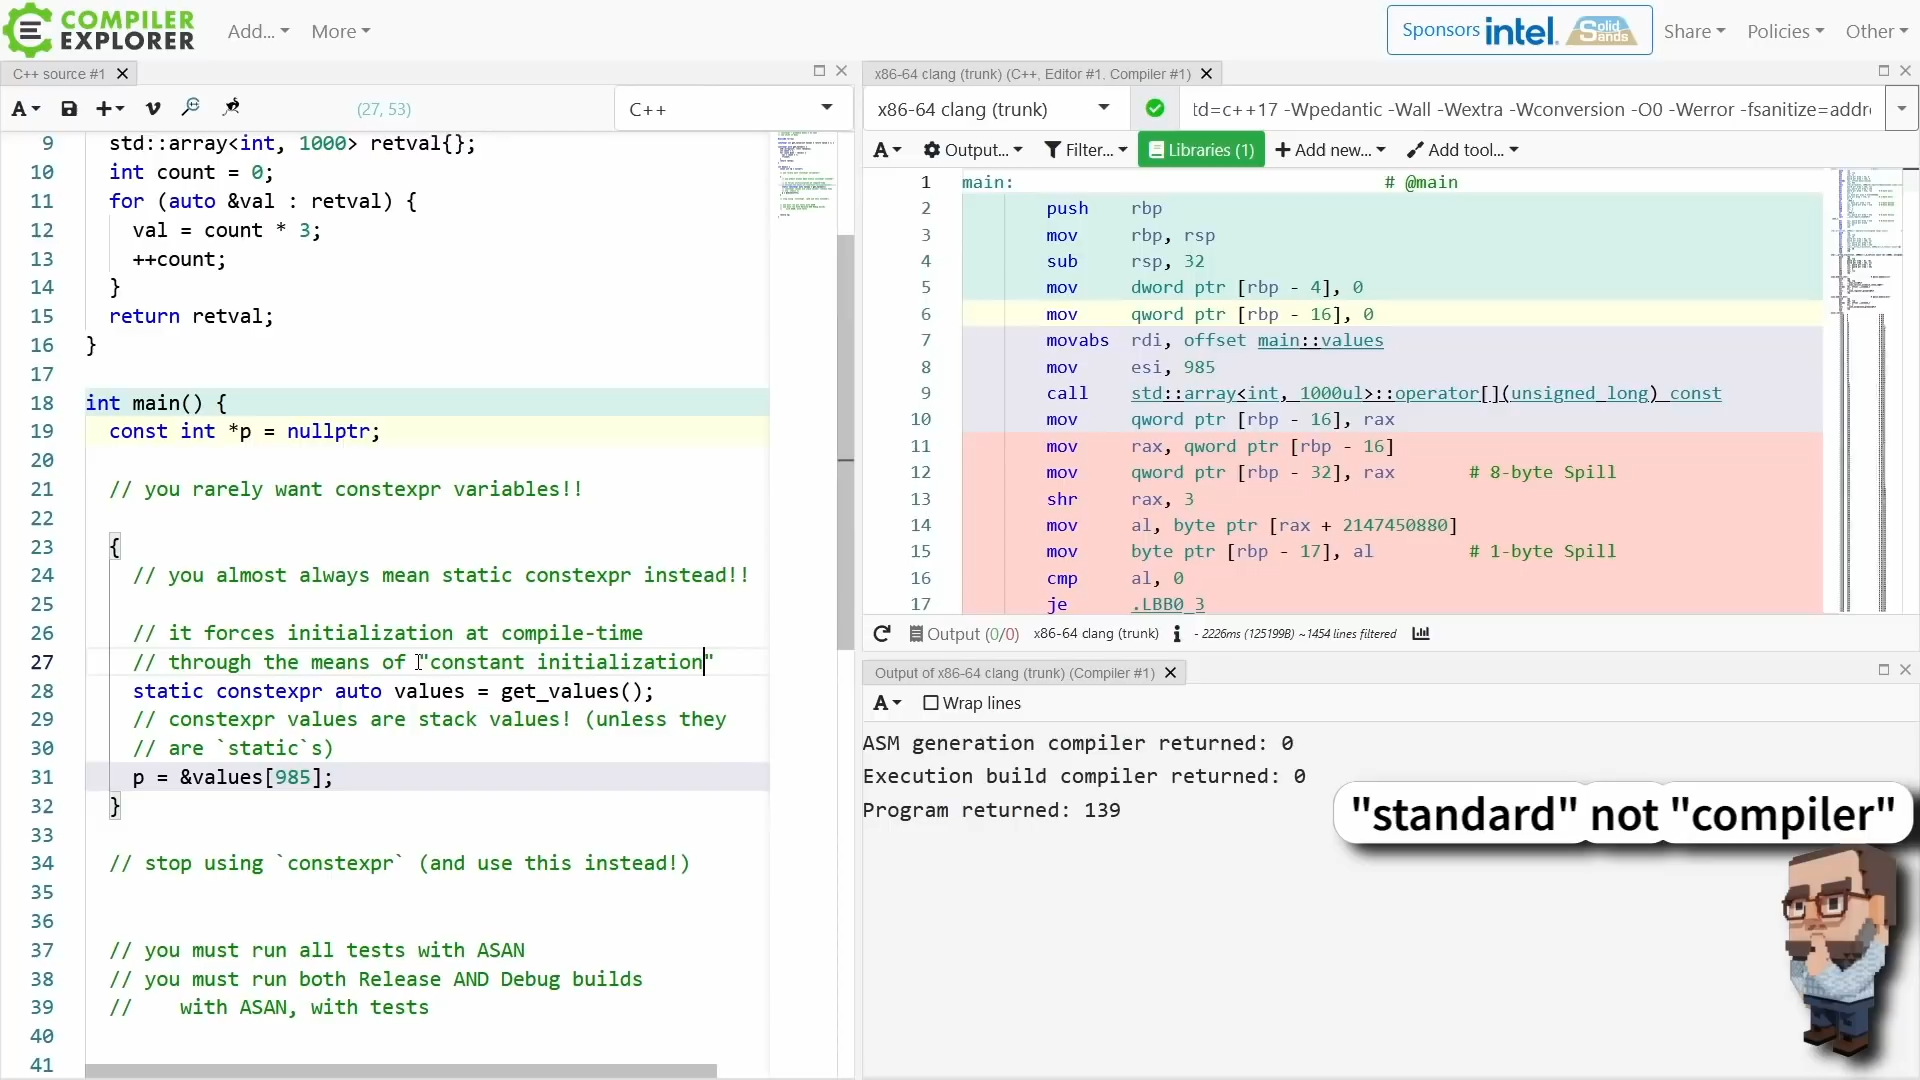 COMPILER
EXPLORER
Add...
More
Sponsors intel. Solid Sands
Share
Policies
Other
C++ source #1
A
(27, 53)
C++
9 std::array<int, 1000> retval{};
10 int count = 0;
11 for (auto &val : retval) {
12 val = count * 3;
13 ++count;
14 }
15 return retval;
16 }
17
18 int main() {
19 const int *p = nullptr;
20
21 // you rarely want constexpr variables!!
22
23 {
24 // you almost always mean static constexpr instead!!
25
26 // it forces initialization at compile-time
27 // through the means of "constant initialization"
28 static constexpr auto values = get_values();
29 // constexpr values are stack values! (unless they
30 // are `static`s)
31 p = &values[985];
32 }
33
34 // stop using `constexpr` (and use this instead!)
35
36
37 // you must run all tests with ASAN
38 // you must run both Release AND Debug builds
39 // with ASAN, with tests
40
41
x86-64 clang (trunk) (C++, Editor #1, Compiler #1)
x86-64 clang (trunk)
td=c++17 -Wpedantic -Wall -Wextra -Wconversion -O0 -Werror -fsanitize=addre
A
Output...
Filter...
Libraries (1)
Add new...
Add tool...
1 main: # @main
2 push rbp
3 mov rbp, rsp
4 sub rsp, 32
5 mov dword ptr [rbp - 4], 0
6 mov qword ptr [rbp - 16], 0
7 movabs rdi, offset main::values
8 mov esi, 985
9 call std::array<int, 1000ul>::operator[](unsigned long) const
10 mov qword ptr [rbp - 16], rax
11 mov rax, qword ptr [rbp - 16]
12 mov qword ptr [rbp - 32], rax # 8-byte Spill
13 shr rax, 3
14 mov al, byte ptr [rax + 2147450880]
15 mov byte ptr [rbp - 17], al # 1-byte Spill
16 cmp al, 0
17 je .LBB0_3
Output (0/0) x86-64 clang (trunk) - 2226ms (125199B) ~1454 lines filtered
Output of x86-64 clang (trunk) (Compiler #1)
A
Wrap lines
ASM generation compiler returned: 0
Execution build compiler returned: 0
Program returned: 139
"standard" not "compiler"